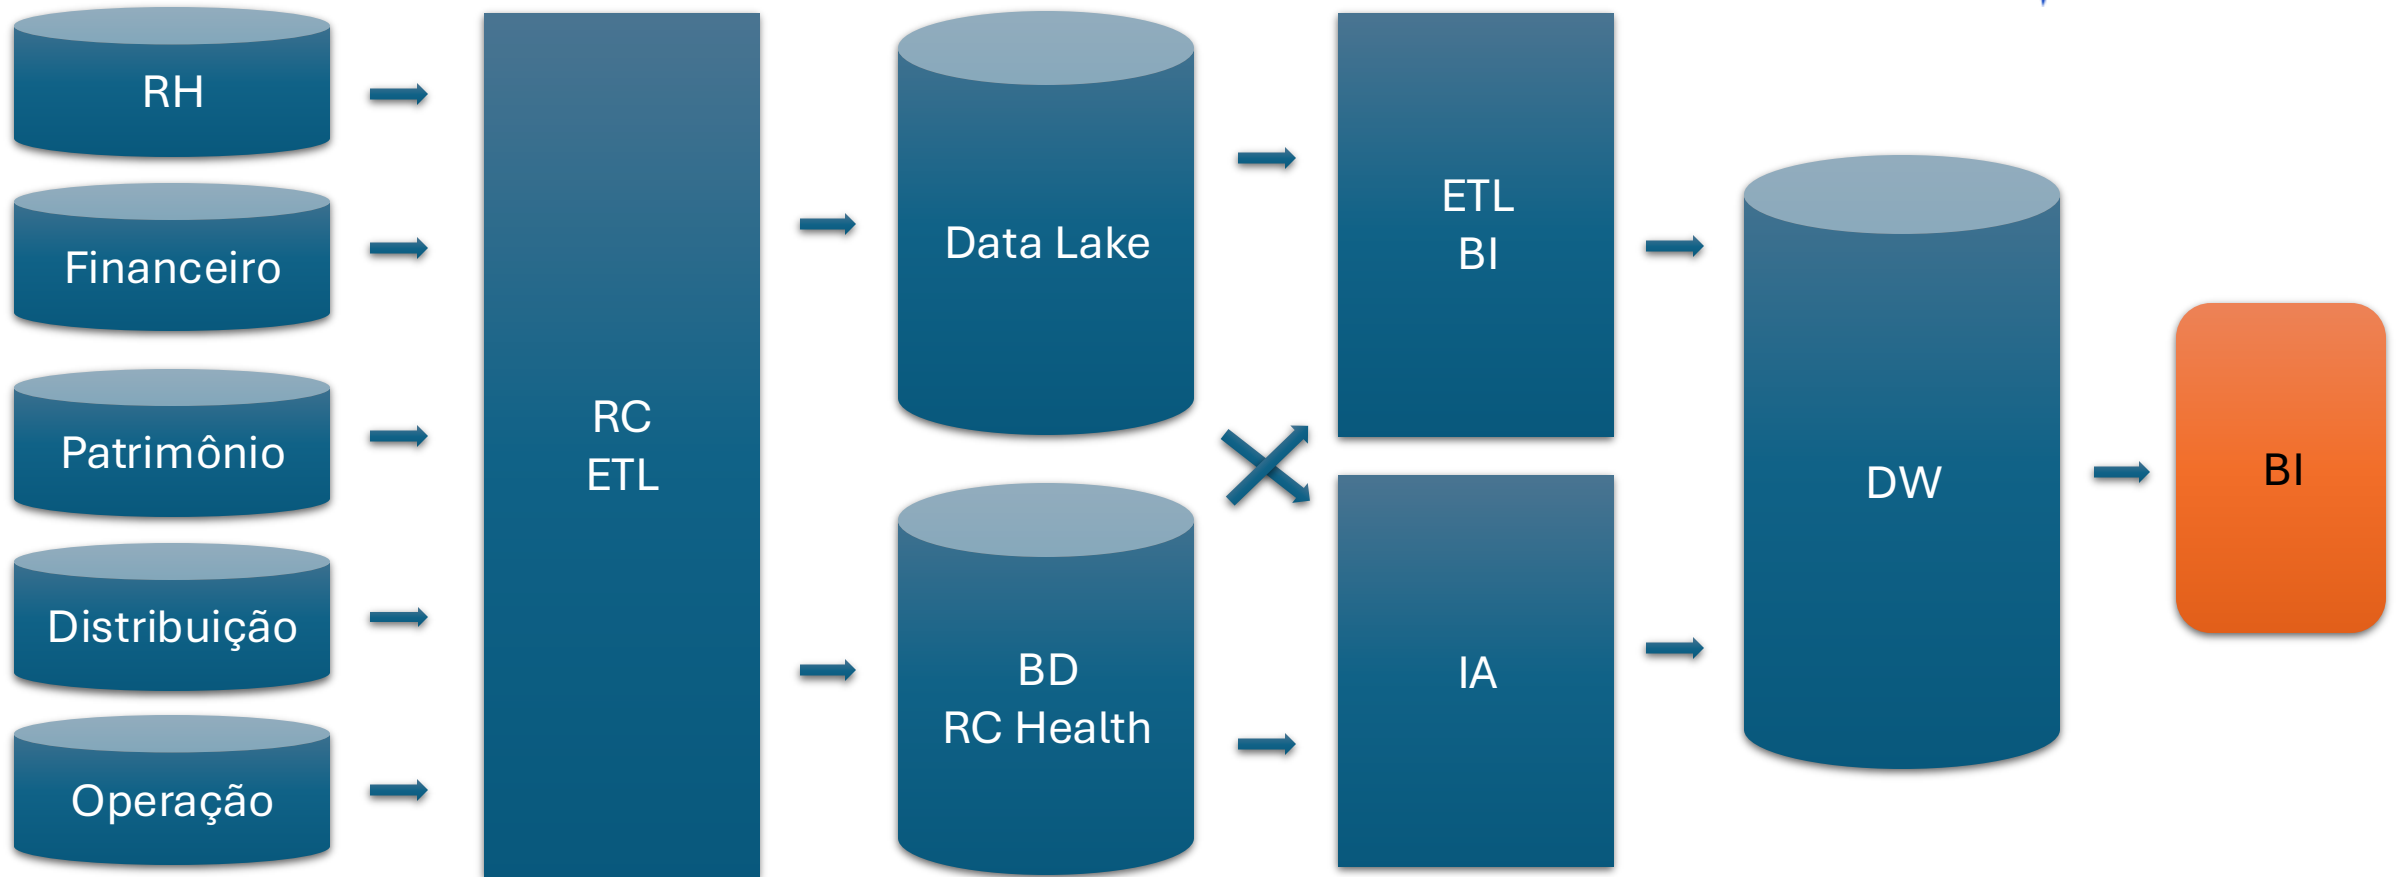 RH
Financeiro
Patrimônio
Distribuição
Operação
RC
ETL
Data Lake
BD
RC Health
ETL
BI
IA
DW
BI